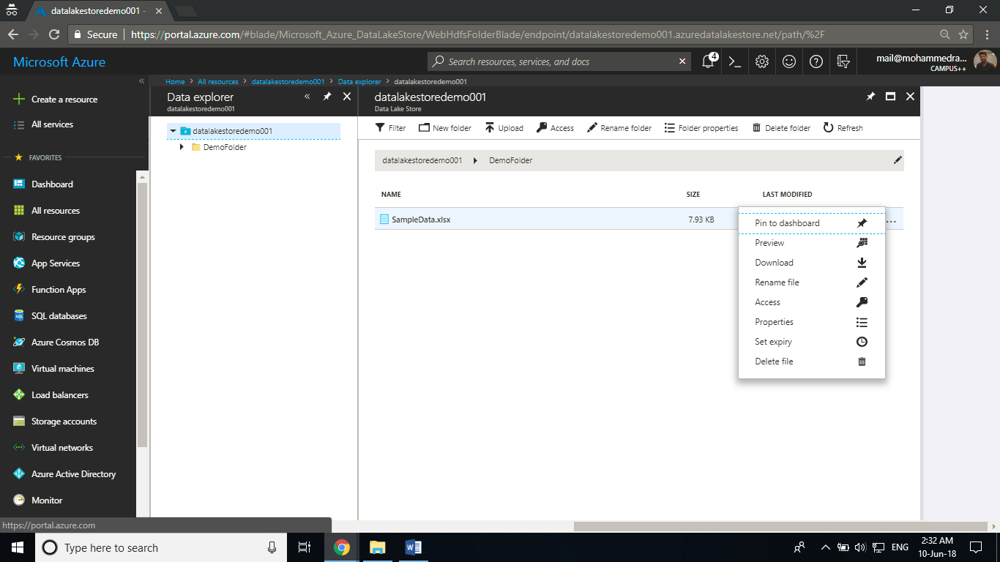 datalakestoredemo001 -
Secure https://portal.azure.com/#blade/Microsoft_Azure_DataLakeStore/WebHdfsFolderBlade/endpoint/datalakestoredemo001.azuredatalakestore.net/path/%2F
Microsoft Azure
Search resources, services, and docs
4
mail@mohammedra...
CAMPUS++
Home > All resources > datalakestoredemo001 > Data explorer > datalakestoredemo001
Create a resource
All services
FAVORITES
Dashboard
All resources
Resource groups
App Services
Function Apps
SQL databases
Azure Cosmos DB
Virtual machines
Load balancers
Storage accounts
Virtual networks
Azure Active Directory
Monitor
https://portal.azure.com
Data explorer
datalakestoredemo001
datalakestoredemo001
DemoFolder
datalakestoredemo001
Data Lake Store
Filter New folder Upload Access Rename folder Folder properties Delete folder Refresh
datalakestoredemo001 DemoFolder
NAME SIZE LAST MODIFIED
SampleData.xlsx 7.93 KB ...
Pin to dashboard
Preview
Download
Rename file
Access
Properties
Set expiry
Delete file
Type here to search
ENG
2:32 AM
10-Jun-18